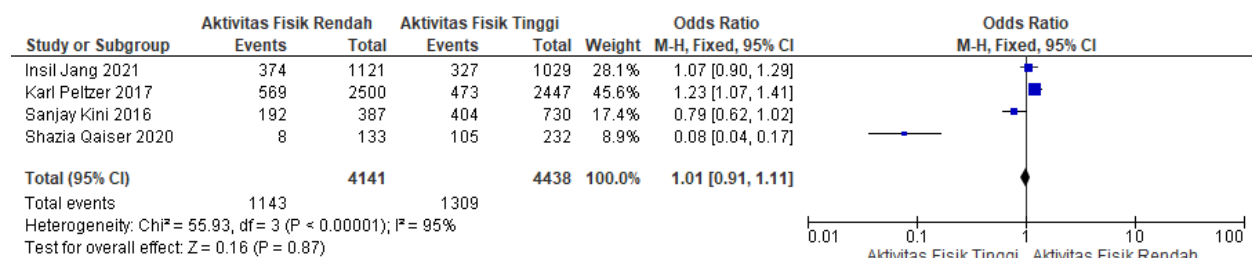 Aktivitas Fisik Rendah Aktivitas Fisik Tinggi Odds Ratio Odds Ratio
Study or Subgroup Events Total Events Total Weight M-H, Fixed, 95% CI M-H, Fixed, 95% CI
Insil Jang 2021 374 1121 327 1029 28.1% 1.07 [0.90, 1.29]
Karl Peltzer 2017 569 2500 473 2447 45.6% 1.23 [1.07, 1.41]
Sanjay Kini 2016 192 387 404 730 17.4% 0.79 [0.62, 1.02]
Shazia Qaiser 2020 8 133 105 232 8.9% 0.08 [0.04, 0.17]
Total (95% CI) 4141 4438 100.0% 1.01 [0.91, 1.11]
Total events 1143 1309
Heterogeneity: Chi² = 55.93, df = 3 (P < 0.00001); I² = 95%
Test for overall effect: Z = 0.16 (P = 0.87)
0.01 0.1 1 10 100
Aktivitas Fisik Tinggi Aktivitas Fisik Rendah